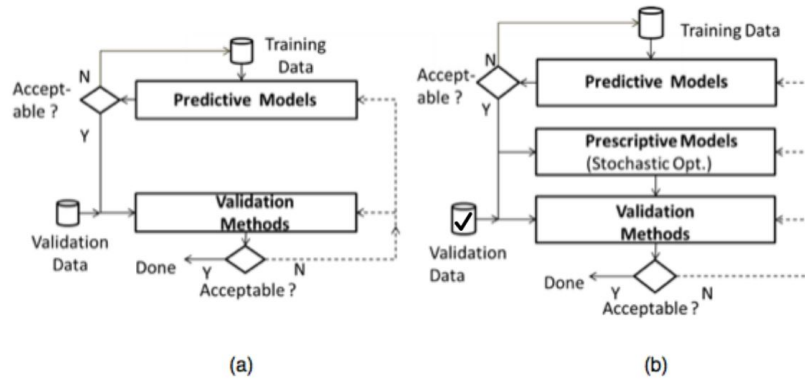 Training
Data
N
Accept-
able ?
Predictive Models
Y
Validation
Methods
Validation
Data
Done
Y
N
Acceptable ?
(a)
Training Data
N
Accept-
able ?
Predictive Models
Y
Prescriptive Models
(Stochastic Opt.)
Validation
Methods
Validation
Data
Done
Y
N
Acceptable ?
(b)